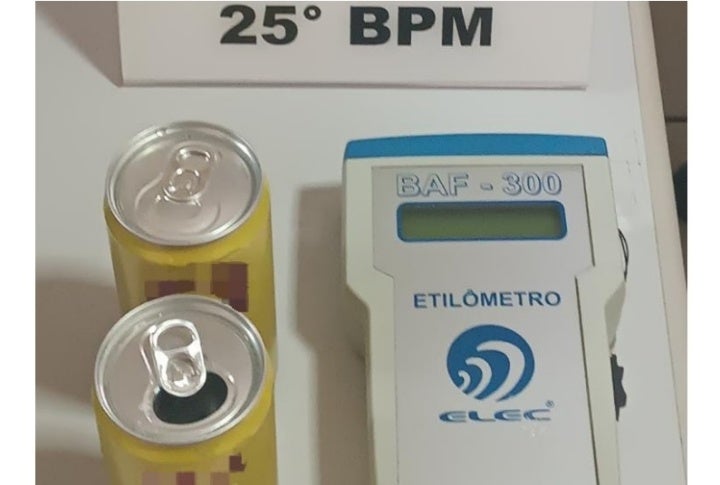 25° BPM
BAF - 300
ETILÔMETRO
ELEC®